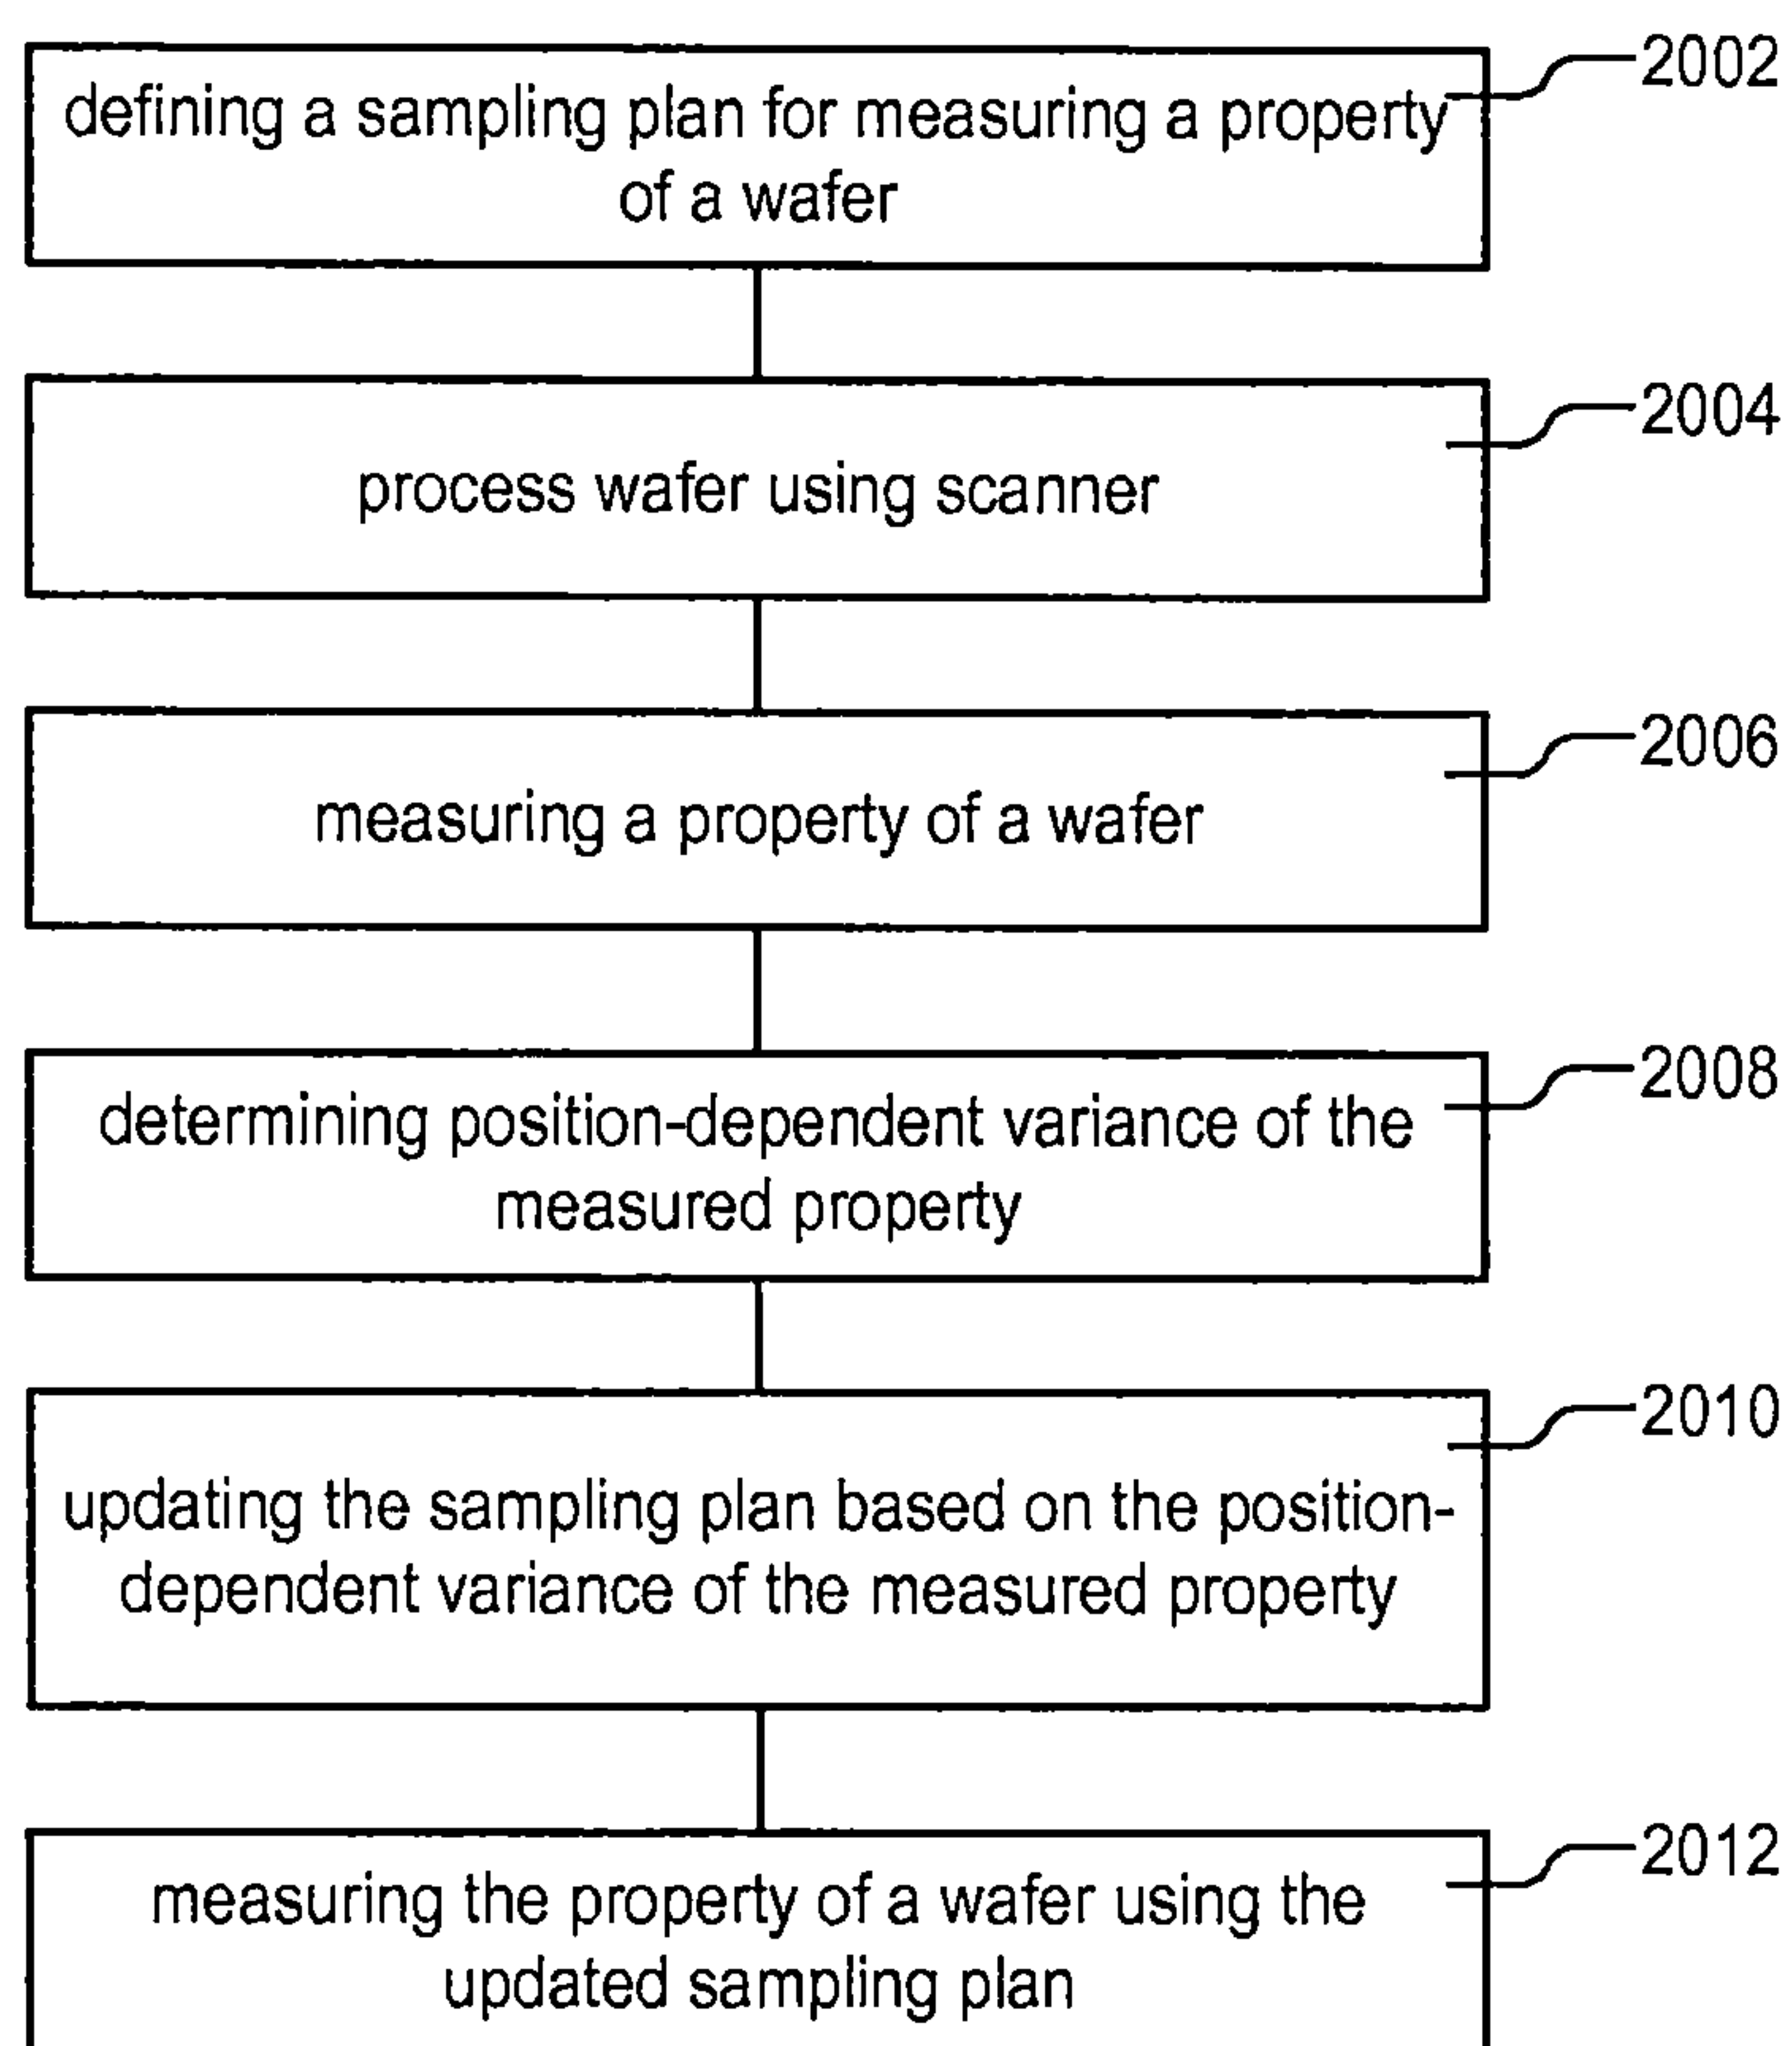 2002
defining a sampling plan for measuring a property
of a wafer
2004
process wafer using scanner
2006
measuring a property of a wafer
2008
determining position-dependent variance of the
measured property
2010
updating the sampling plan based on the position-
dependent variance of the measured property
2012
measuring the property of a wafer using the
updated sampling plan